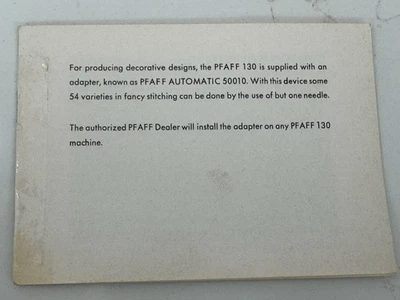 For producing decorative designs, the PFAFF 130 is supplied with an
adapter, known as PFAFF AUTOMATIC 50010. With this device some
54 varieties in fancy stitching can be done by the use of but one needle.
The authorized PFAFF Dealer will install the adapter on any PFAFF 130
machine.